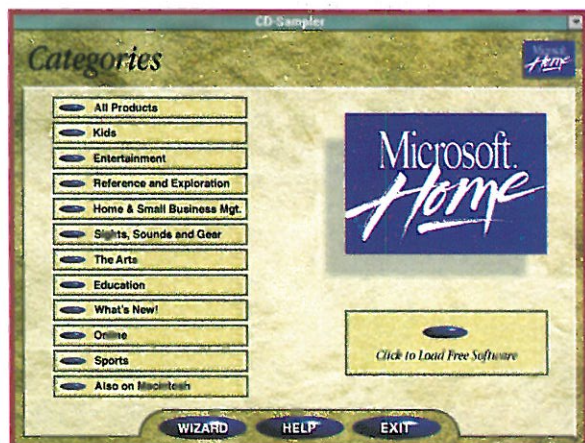 CD-Sampler
Categories
Microsoft
Home
All Products
Kids
Entertainment
Reference and Exploration
Home & Small Business Mgt.
Sights, Sounds and Gear
The Arts
Education
What's New!
Online
Sports
Also on Macintosh
Microsoft.
Home
Click to Load Free Software
WIZARD
HELP
EXIT